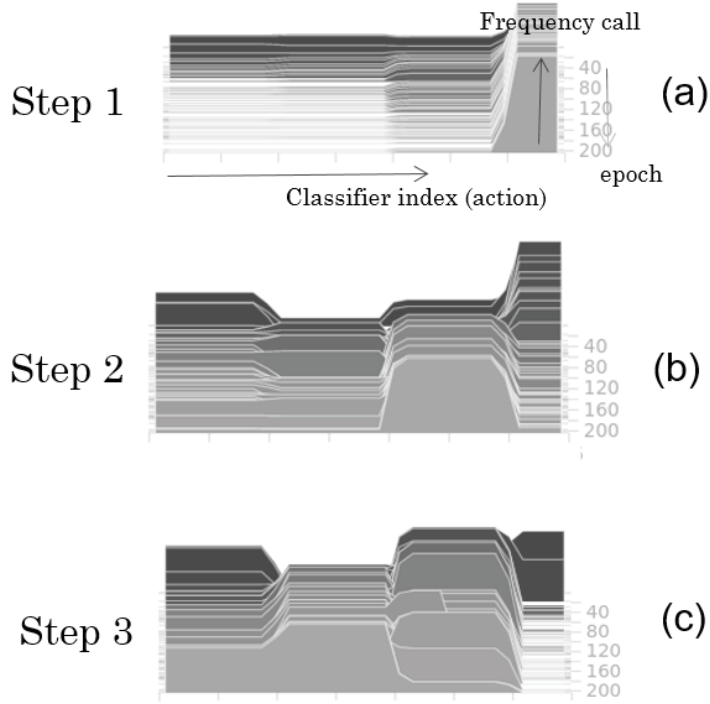 Frequency call
40
80
120
160
200
Step 1
(a)
epoch
Classifier index (action)
40
80
120
160
200
Step 2
(b)
40
80
120
160
200
Step 3
(c)